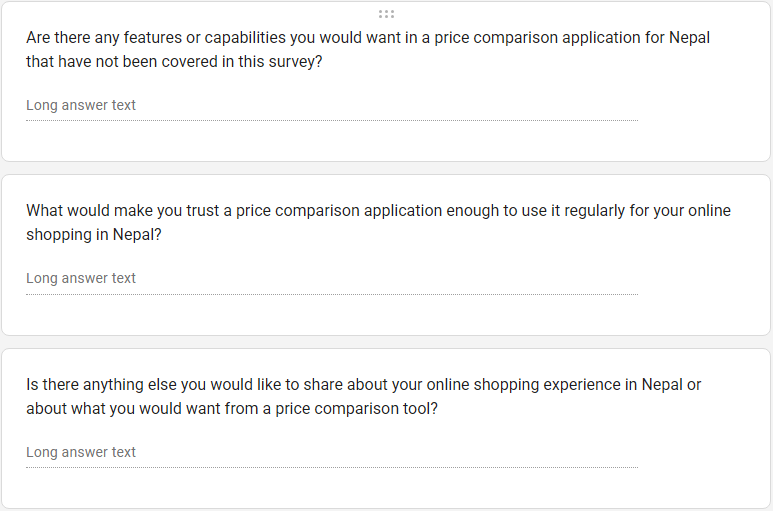 Are there any features or capabilities you would want in a price comparison application for Nepal
that have not been covered in this survey?
Long answer text
What would make you trust a price comparison application enough to use it regularly for your online
shopping in Nepal?
Long answer text
Is there anything else you would like to share about your online shopping experience in Nepal or
about what you would want from a price comparison tool?
Long answer text